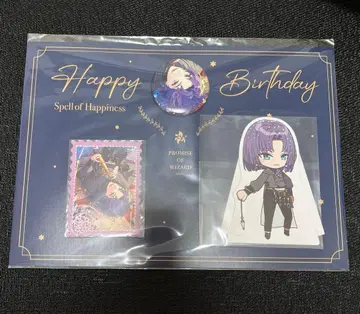 Happy Birthday
Spell of Happiness
PROMISE
OF
WIZARD